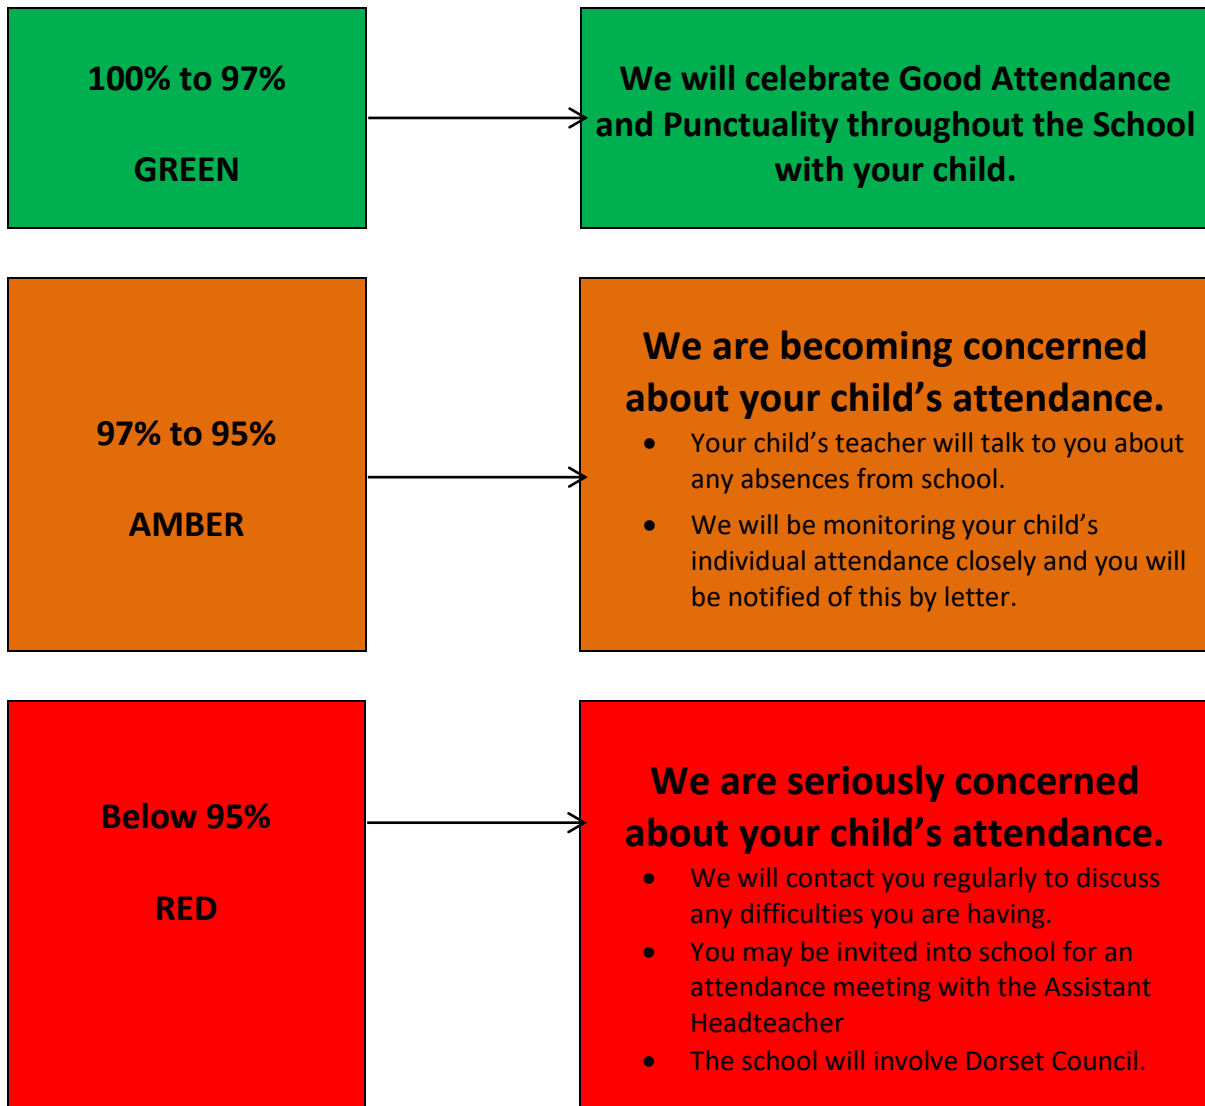 100% to 97%
GREEN
We will celebrate Good Attendance
and Punctuality throughout the School
with your child.
97% to 95%
AMBER
We are becoming concerned
about your child’s attendance.
• Your child’s teacher will talk to you about
any absences from school.
• We will be monitoring your child’s
individual attendance closely and you will
be notified of this by letter.
Below 95%
RED
We are seriously concerned
about your child’s attendance.
• We will contact you regularly to discuss
any difficulties you are having.
• You may be invited into school for an
attendance meeting with the Assistant
Headteacher
• The school will involve Dorset Council.